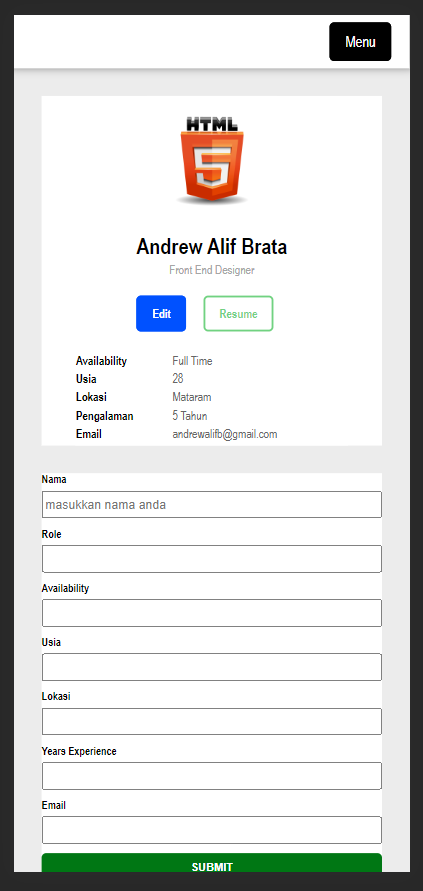 Menu
HTML
5
Andrew Alif Brata
Front End Designer
Edit Resume
Availability Full Time
Usia 28
Lokasi Mataram
Pengalaman 5 Tahun
Email andrewalifb@gmail.com
Nama
masukkan nama anda
Role
Availability
Usia
Lokasi
Years Experience
Email
SUBMIT